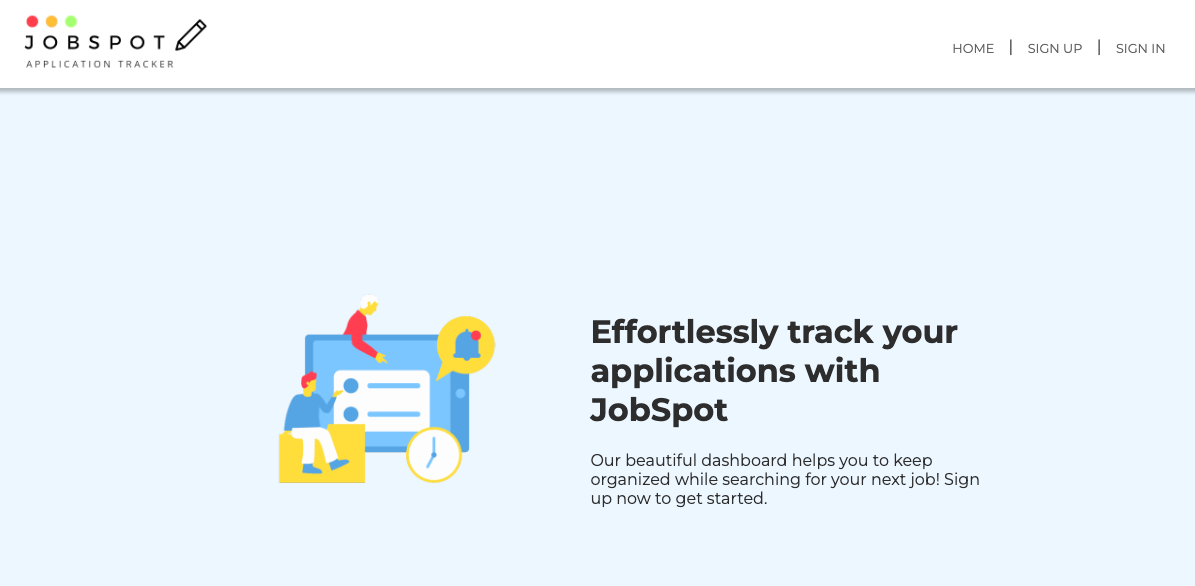 JOBSPOT
APPLICATION TRACKER
HOME | SIGN UP | SIGN IN
Effortlessly track your
applications with
JobSpot
Our beautiful dashboard helps you to keep
organized while searching for your next job! Sign
up now to get started.